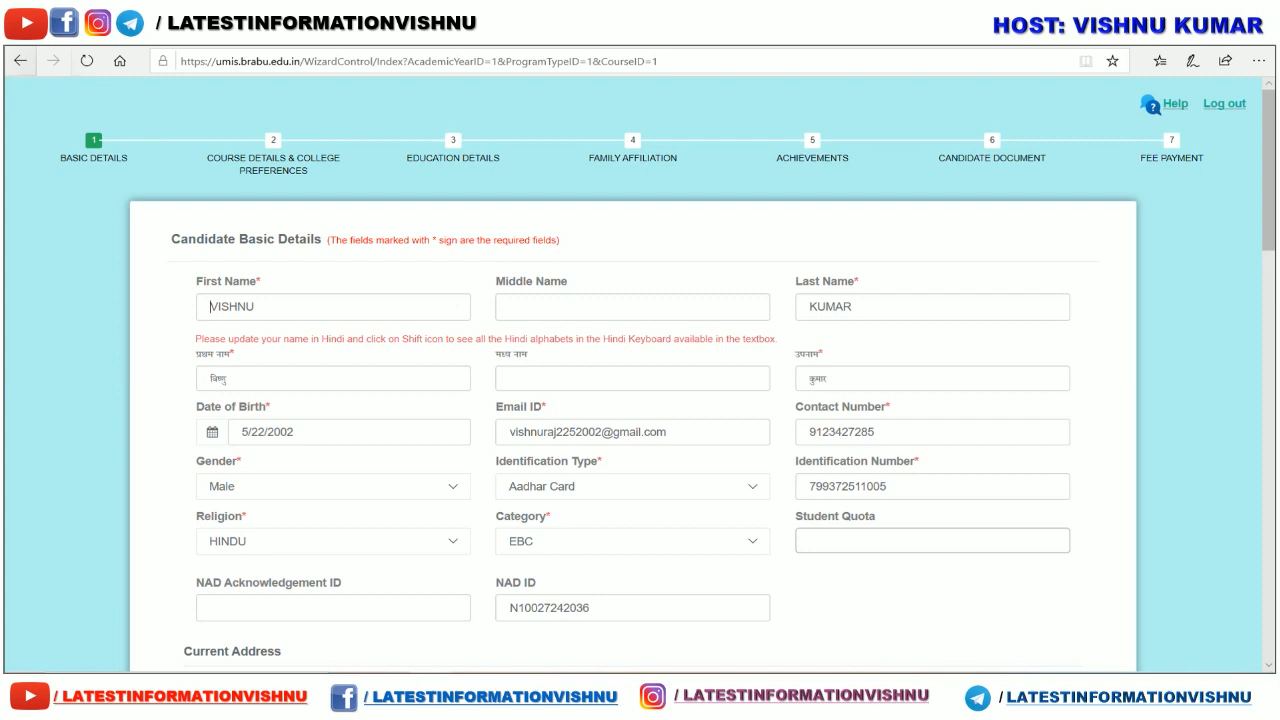 / LATESTINFORMATIONVISHNU
HOST: VISHNU KUMAR
https://umis.brabu.edu.in/WizardControl/Index?AcademicYearID=1&ProgramTypeID=1&CourseID=1
Help Log out
1 2 3 4 5 6 7
BASIC DETAILS COURSE DETAILS & COLLEGE PREFERENCES EDUCATION DETAILS FAMILY AFFILIATION ACHIEVEMENTS CANDIDATE DOCUMENT FEE PAYMENT
Candidate Basic Details (The fields marked with * sign are the required fields)
First Name* Middle Name Last Name*
VISHNU KUMAR
Please update your name in Hindi and click on Shift icon to see all the Hindi alphabets in the Hindi Keyboard available in the textbox.
प्रथम नाम* मध्य नाम उपनाम*
विष्णु कुमार
Date of Birth* Email ID* Contact Number*
5/22/2002 vishnuraj2252002@gmail.com 9123427285
Gender* Identification Type* Identification Number*
Male Aadhar Card 799372511005
Religion* Category* Student Quota
HINDU EBC
NAD Acknowledgement ID NAD ID
N10027242036
Current Address
/ LATESTINFORMATIONVISHNU / LATESTINFORMATIONVISHNU / LATESTINFORMATIONVISHNU / LATESTINFORMATIONVISHNU